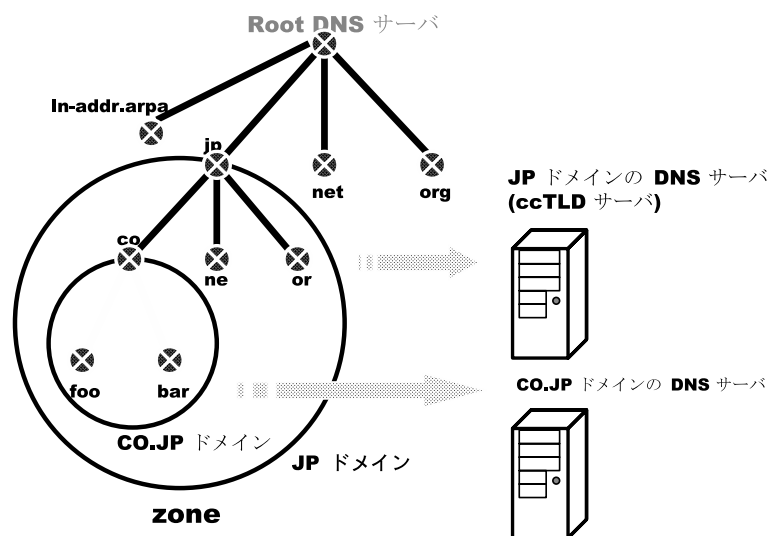 Root DNS サーバ
In-addr.arpa
jp
net
org
JP ドメインの DNS サーバ
(ccTLD サーバ)
co
ne
or
foo
bar
CO.JP ドメインの DNS サーバ
CO.JP ドメイン
JP ドメイン
zone